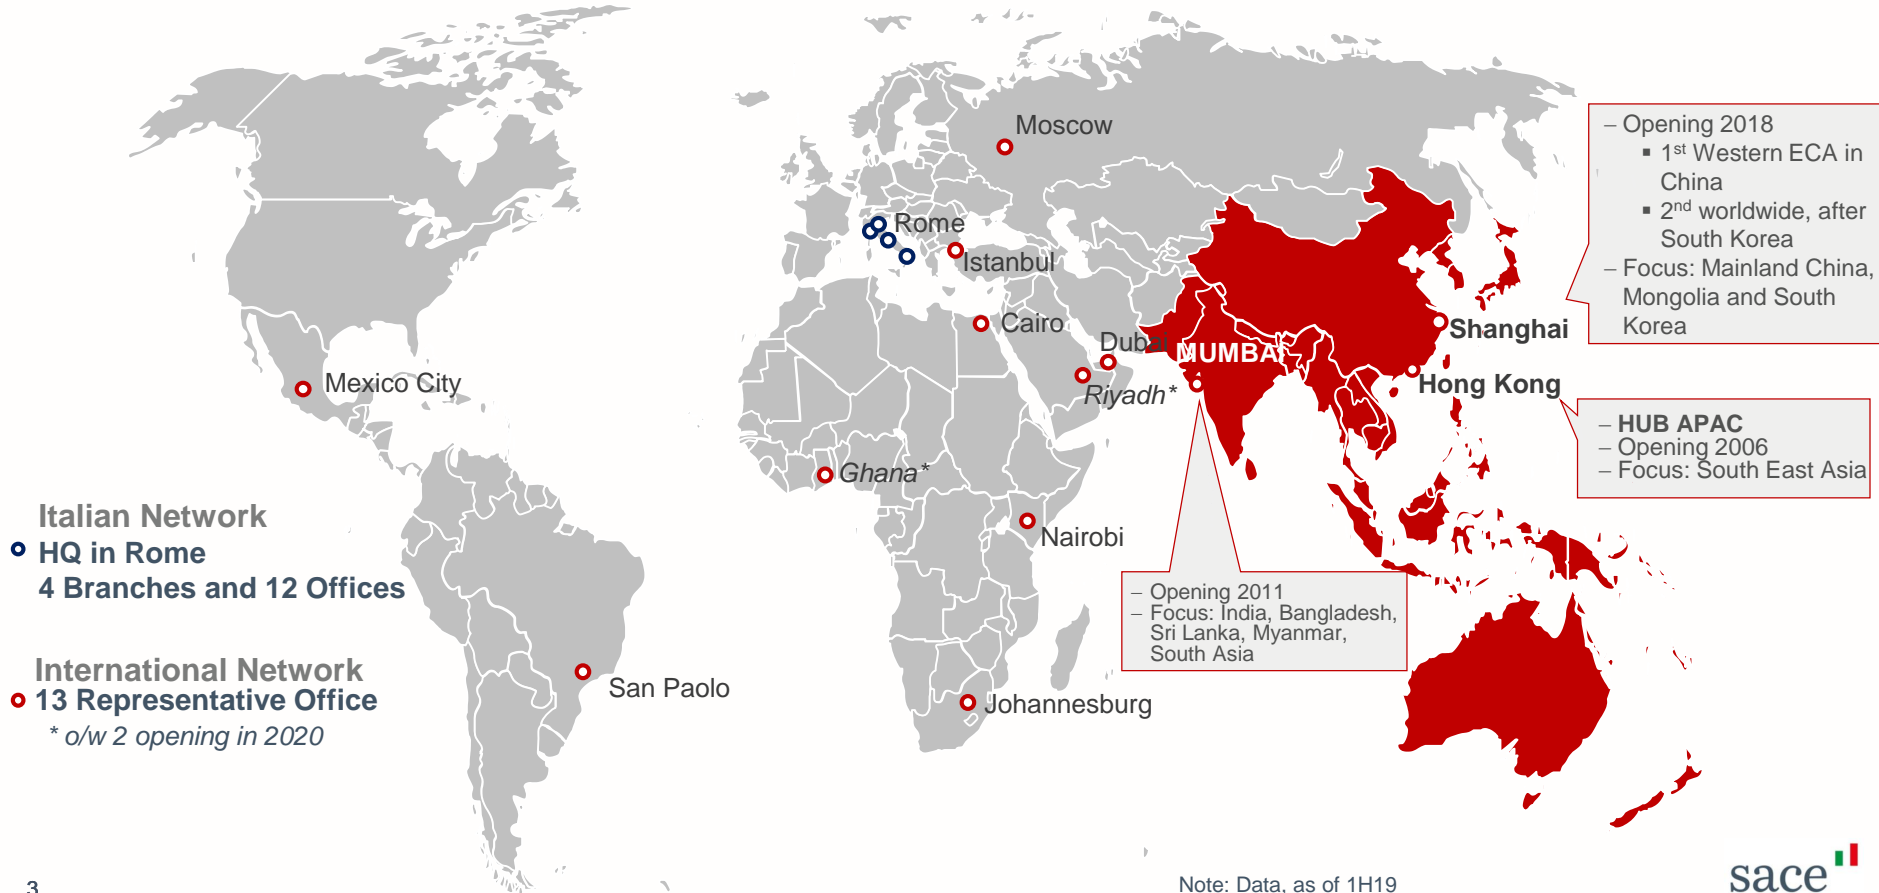 Moscow
Rome
Istanbul
Cairo
Dubai
Riyadh*
MUMBAI
Shanghai
Hong Kong
Mexico City
Ghana*
Nairobi
San Paolo
Johannesburg
– Opening 2018
▪ 1st Western ECA in
China
▪ 2nd worldwide, after
South Korea
– Focus: Mainland China,
Mongolia and South
Korea
– HUB APAC
– Opening 2006
– Focus: South East Asia
– Opening 2011
– Focus: India, Bangladesh,
Sri Lanka, Myanmar,
South Asia
Italian Network
HQ in Rome
4 Branches and 12 Offices
International Network
13 Representative Office
* o/w 2 opening in 2020
3
Note: Data, as of 1H19
sace